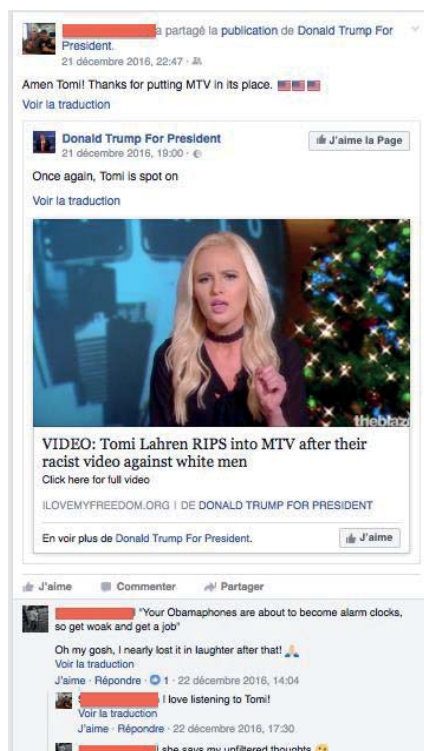 a partagé la publication de Donald Trump For
President.
21 décembre 2016, 22:47 ·
Amen Tomi! Thanks for putting MTV in its place. 🇺🇸🇺🇸🇺🇸
Voir la traduction
Donald Trump For President
21 décembre 2016, 19:00 ·
J'aime la Page
Once again, Tomi is spot on
Voir la traduction
theblaz
VIDEO: Tomi Lahren RIPS into MTV after their
racist video against white men
Click here for full video
ILOVEMYFREEDOM.ORG | DE DONALD TRUMP FOR PRESIDENT
En voir plus de Donald Trump For President.
J'aime
J'aime Commenter Partager
"Your Obamaphones are about to become alarm clocks,
so get woak and get a job"
Oh my gosh, I nearly lost it in laughter after that! 🙏
Voir la traduction
J'aime · Répondre · 1 · 22 décembre 2016, 14:04
I love listening to Tomi!
Voir la traduction
J'aime · Répondre · 22 décembre 2016, 17:30
she says my unfiltered thoughts 😘